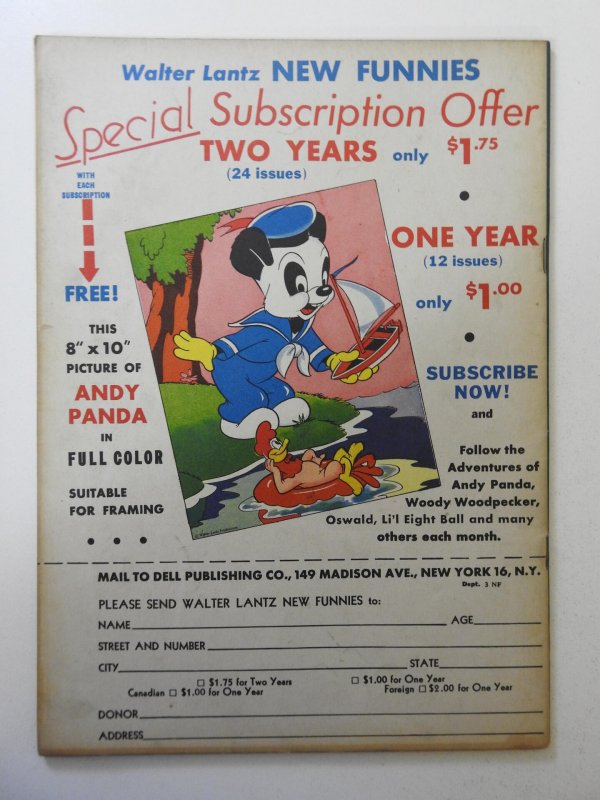 Walter Lantz NEW FUNNIES
Special Subscription Offer
TWO YEARS only $1.75
(24 issues)
WITH
EACH
SUBSCRIPTION
FREE!
THIS
8" x 10"
PICTURE OF
ANDY
PANDA
IN
FULL COLOR
SUITABLE
FOR FRAMING
ONE YEAR
(12 issues)
only $1.00
SUBSCRIBE
NOW!
and
Follow the
Adventures of
Andy Panda,
Woody Woodpecker,
Oswald, Li'l Eight Ball and many
others each month.
© Walter Lantz Productions
MAIL TO DELL PUBLISHING CO., 149 MADISON AVE., NEW YORK 16, N.Y.
Dept. 3 NF
PLEASE SEND WALTER LANTZ NEW FUNNIES to:
NAME AGE
STREET AND NUMBER
CITY STATE
□ $1.75 for Two Years □ $1.00 for One Year
Canadian □ $1.00 for One Year Foreign □ $2.00 for One Year
DONOR
ADDRESS